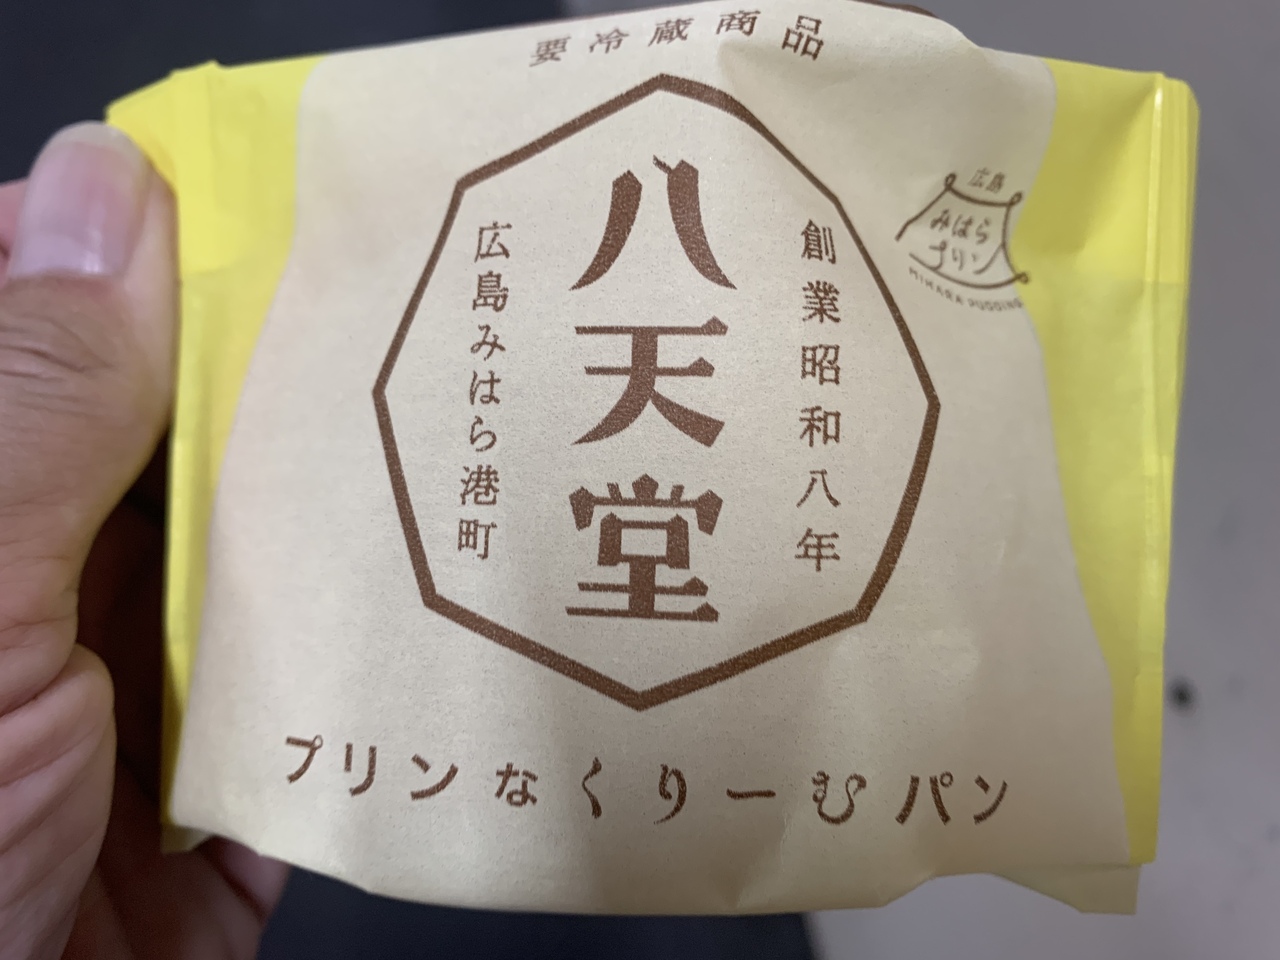 要冷蔵商品
創業昭和八年
八天堂
広島みはら港町
広島
みはら
プリン
MIHARA PUDDING
プリンなくりーむパン